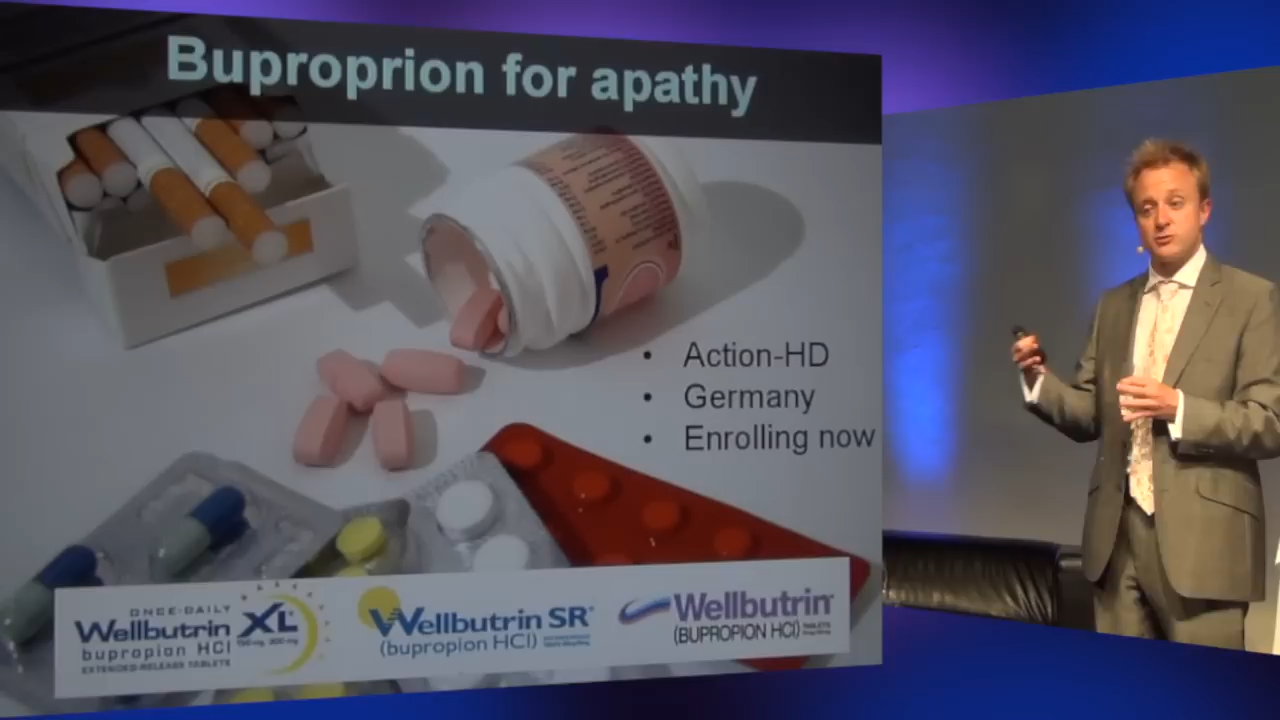 Buproprion for apathy
• Action-HD
• Germany
• Enrolling now
ONCE-DAILY
Wellbutrin XL
bupropion HCl
EXTENDED-RELEASE TABLETS
Wellbutrin SR
(bupropion HCl)
Wellbutrin
(BUPROPION HCl) TABLETS